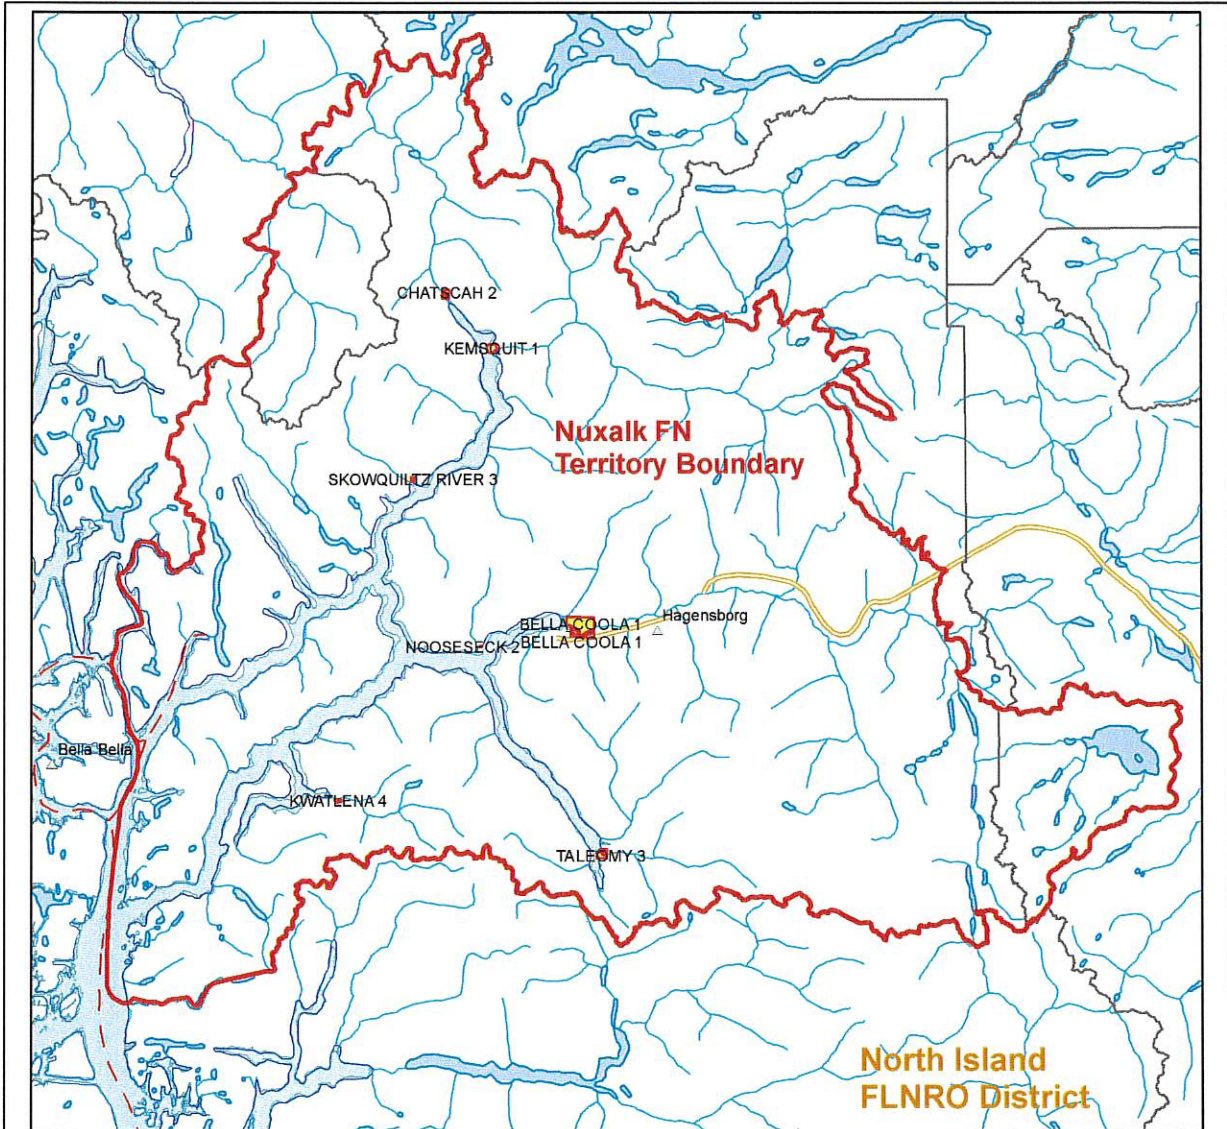 CHATSCAH 2
KEMSQUIT 1
Nuxalk FN
Territory Boundary
SKOWQUILTZ RIVER 3
Hagensborg
BELLA COOLA 1
NOOSESECK 2
BELLA COOLA 1
Bella Bella
KWATLENA 4
TALEOMY 3
North Island
FLNRO District